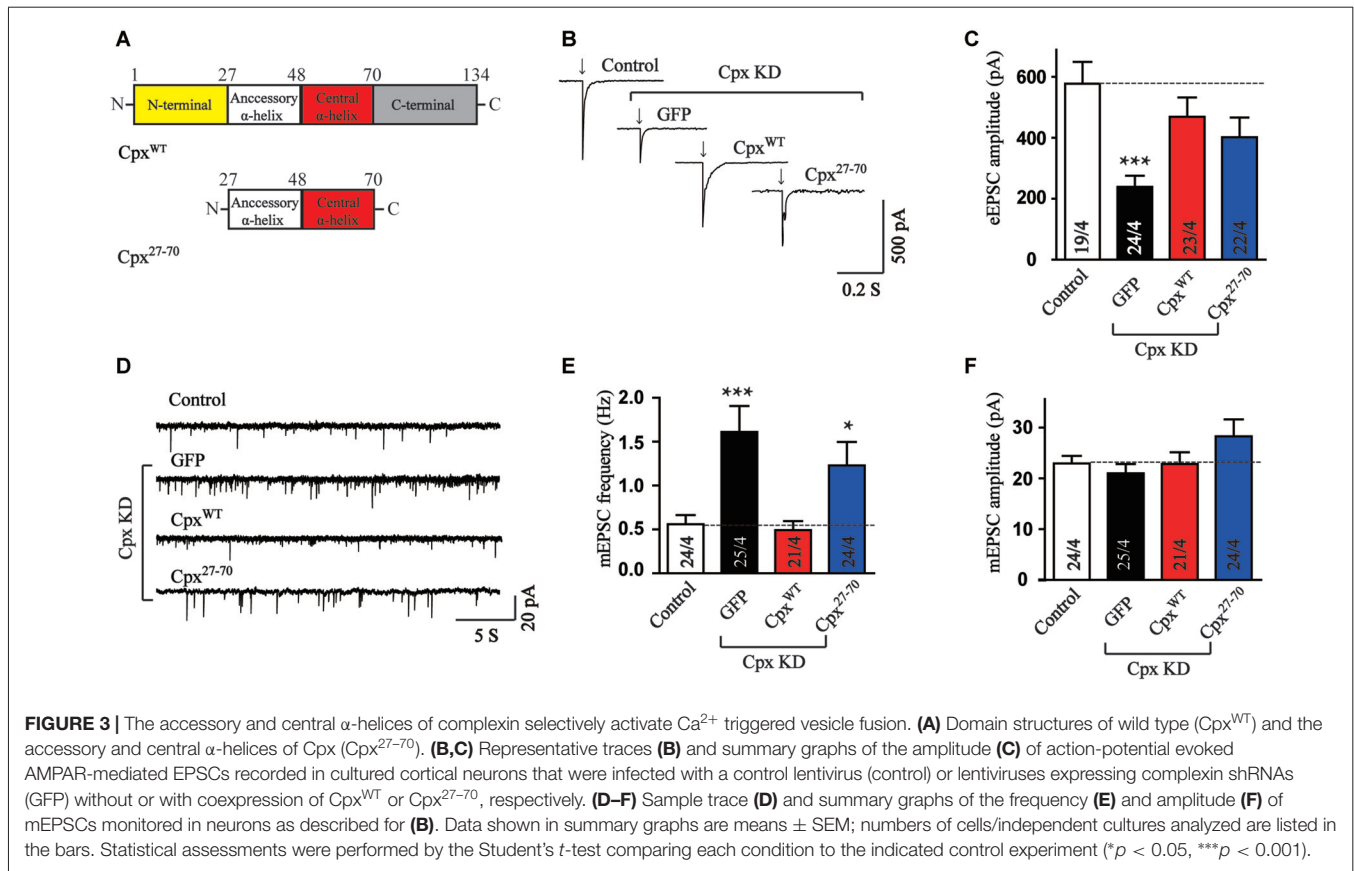 A
1 27 48 70 134
N N-terminal Anccessory α-helix Central α-helix C-terminal C
Cpx^WT
27 48 70
N Anccessory α-helix Central α-helix C
Cpx^27-70
B
Control
Cpx KD
GFP
Cpx^WT
Cpx^27-70
500 pA
0.2 S
C
eEPSC amplitude (pA)
600
400
200
0
***
19/4 24/4 23/4 22/4
Control GFP Cpx^WT Cpx^27-70
Cpx KD
D
Control
GFP
Cpx^WT
Cpx^27-70
Cpx KD
20 pA
5 S
E
mEPSC frequency (Hz)
2.0
1.5
1.0
0.5
0.0
*** *
24/4 25/4 21/4 24/4
Control GFP Cpx^WT Cpx^27-70
Cpx KD
F
mEPSC amplitude (pA)
30
20
10
0
24/4 25/4 21/4 24/4
Control GFP Cpx^WT Cpx^27-70
Cpx KD
FIGURE 3 | The accessory and central α-helices of complexin selectively activate Ca2+ triggered vesicle fusion. (A) Domain structures of wild type (Cpx^WT) and the
accessory and central α-helices of Cpx (Cpx^27–70). (B,C) Representative traces (B) and summary graphs of the amplitude (C) of action-potential evoked
AMPAR-mediated EPSCs recorded in cultured cortical neurons that were infected with a control lentivirus (control) or lentiviruses expressing complexin shRNAs
(GFP) without or with coexpression of Cpx^WT or Cpx^27–70, respectively. (D–F) Sample trace (D) and summary graphs of the frequency (E) and amplitude (F) of
mEPSCs monitored in neurons as described for (B). Data shown in summary graphs are means ± SEM; numbers of cells/independent cultures analyzed are listed in
the bars. Statistical assessments were performed by the Student's t-test comparing each condition to the indicated control experiment (*p < 0.05, ***p < 0.001).